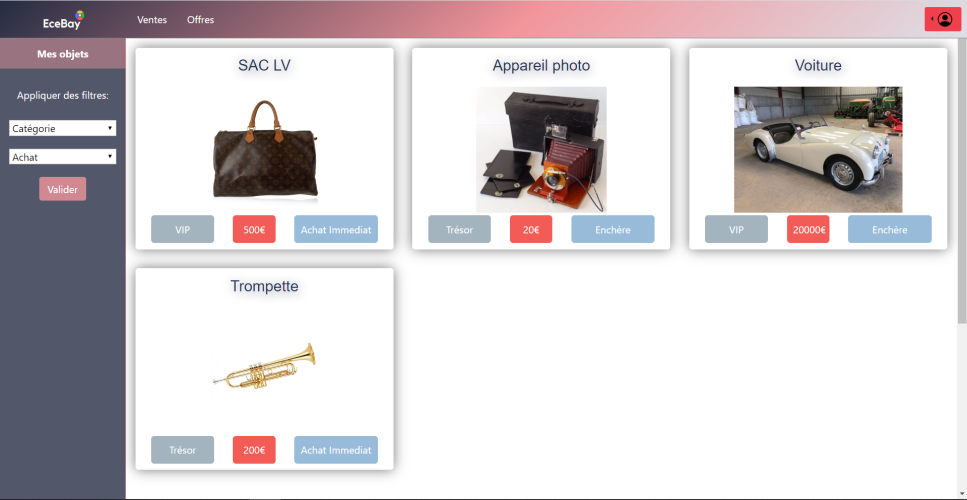 EceBay
Ventes
Offres
Mes objets
Appliquer des filtres:
Catégorie
Achat
Valider
SAC LV
VIP
500€
Achat Immediat
Appareil photo
Trésor
20€
Enchère
Voiture
VIP
20000€
Enchère
Trompette
Trésor
200€
Achat Immediat